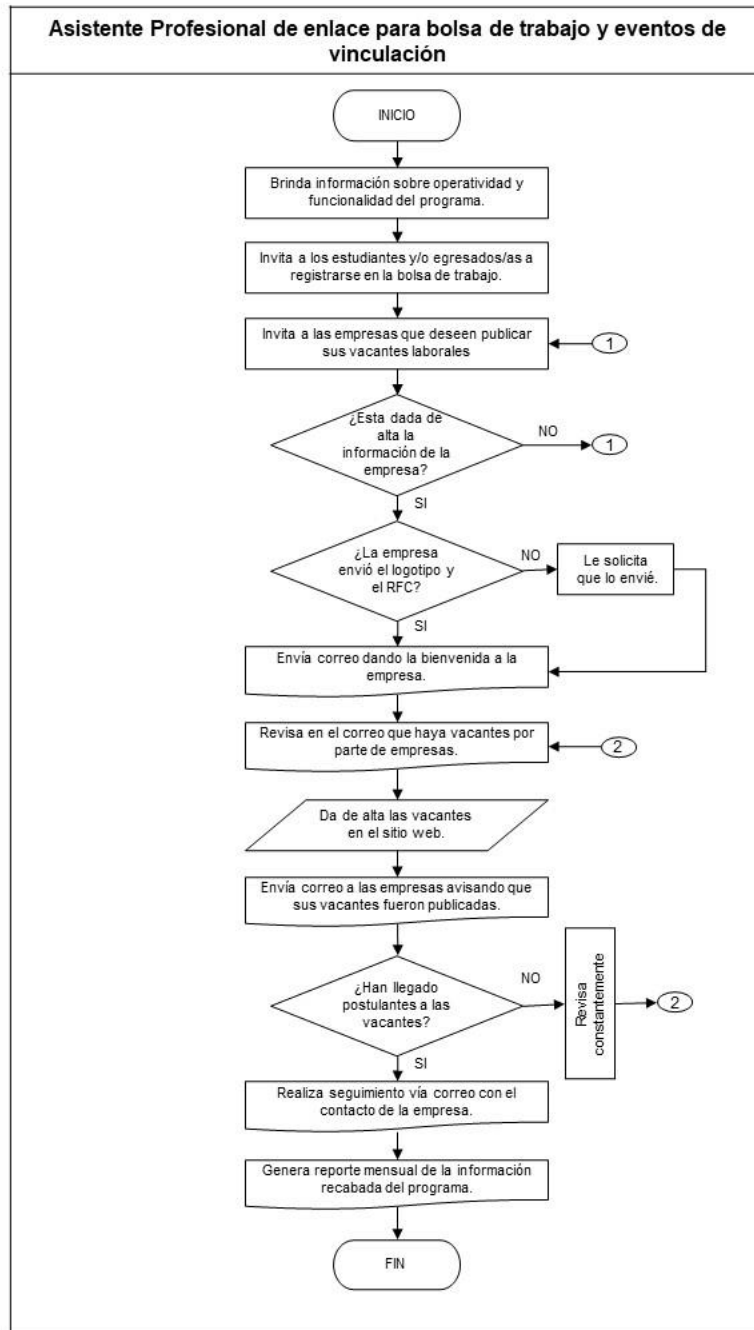 Asistente Profesional de enlace para bolsa de trabajo y eventos de
vinculación
INICIO
Brinda información sobre operatividad y
funcionalidad del programa.
Invita a los estudiantes y/o egresados/as a
registrarse en la bolsa de trabajo.
Invita a las empresas que deseen publicar
sus vacantes laborales
1
¿Esta dada de
alta la
información de la
empresa?
NO
1
SI
¿La empresa
envió el logotipo y
el RFC?
NO
Le solicita
que lo envié.
SI
Envía correo dando la bienvenida a la
empresa.
Revisa en el correo que haya vacantes por
parte de empresas.
2
Da de alta las vacantes
en el sitio web.
Envía correo a las empresas avisando que
sus vacantes fueron publicadas.
¿Han llegado
postulantes a las
vacantes?
NO
Revisa
constantemente
2
SI
Realiza seguimiento vía correo con el
contacto de la empresa.
Genera reporte mensual de la información
recabada del programa.
FIN